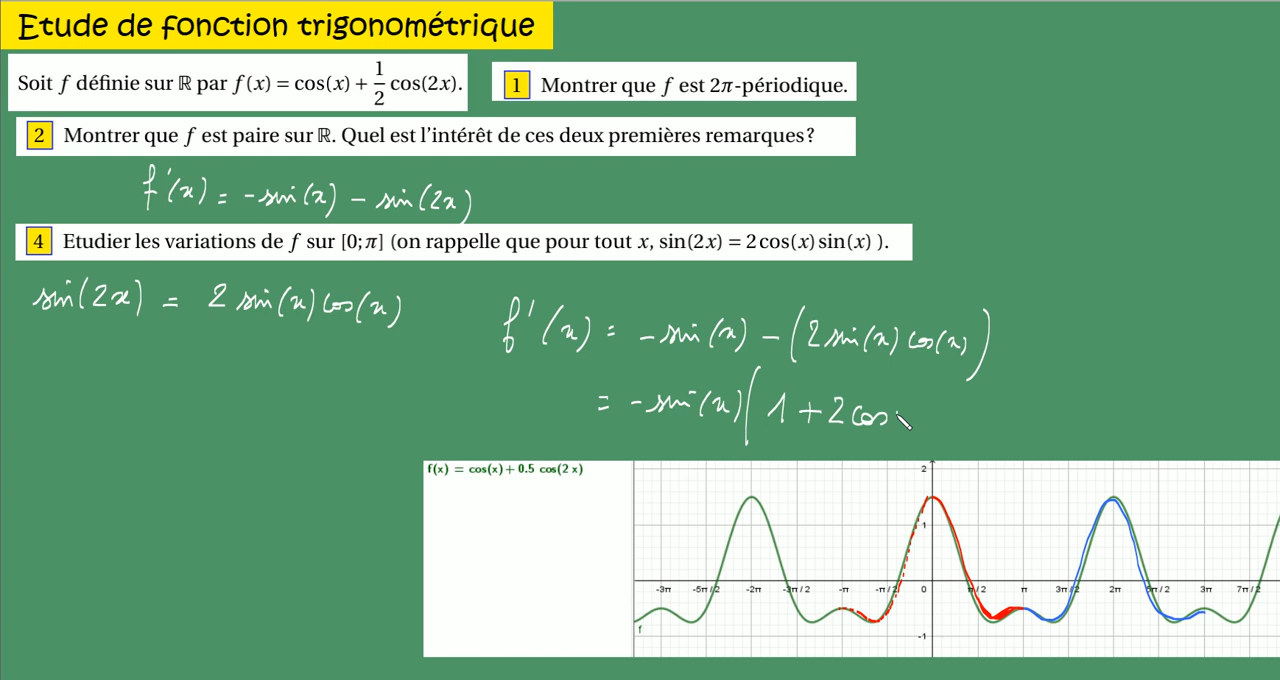 Etude de fonction trigonométrique
Soit f définie sur ℝ par f(x) = cos(x) + 1/2 cos(2x).
1 Montrer que f est 2π-périodique.
2 Montrer que f est paire sur ℝ. Quel est l'intérêt de ces deux premières remarques?
f'(x) = -sin(x) - sin(2x)
4 Etudier les variations de f sur [0;π] (on rappelle que pour tout x, sin(2x) = 2cos(x)sin(x) ).
sin(2x) = 2 sin(x) cos(x)
f'(x) = -sin(x) - (2 sin(x) cos(x))
= -sin(x)(1 + 2 cos
f(x) = cos(x) + 0.5 cos(2 x)
2
1
-3π -5π/2 -2π -3π/2 -π -π/2 0 π/2 π 3π/2 2π 5π/2 3π 7π/2
f
-1